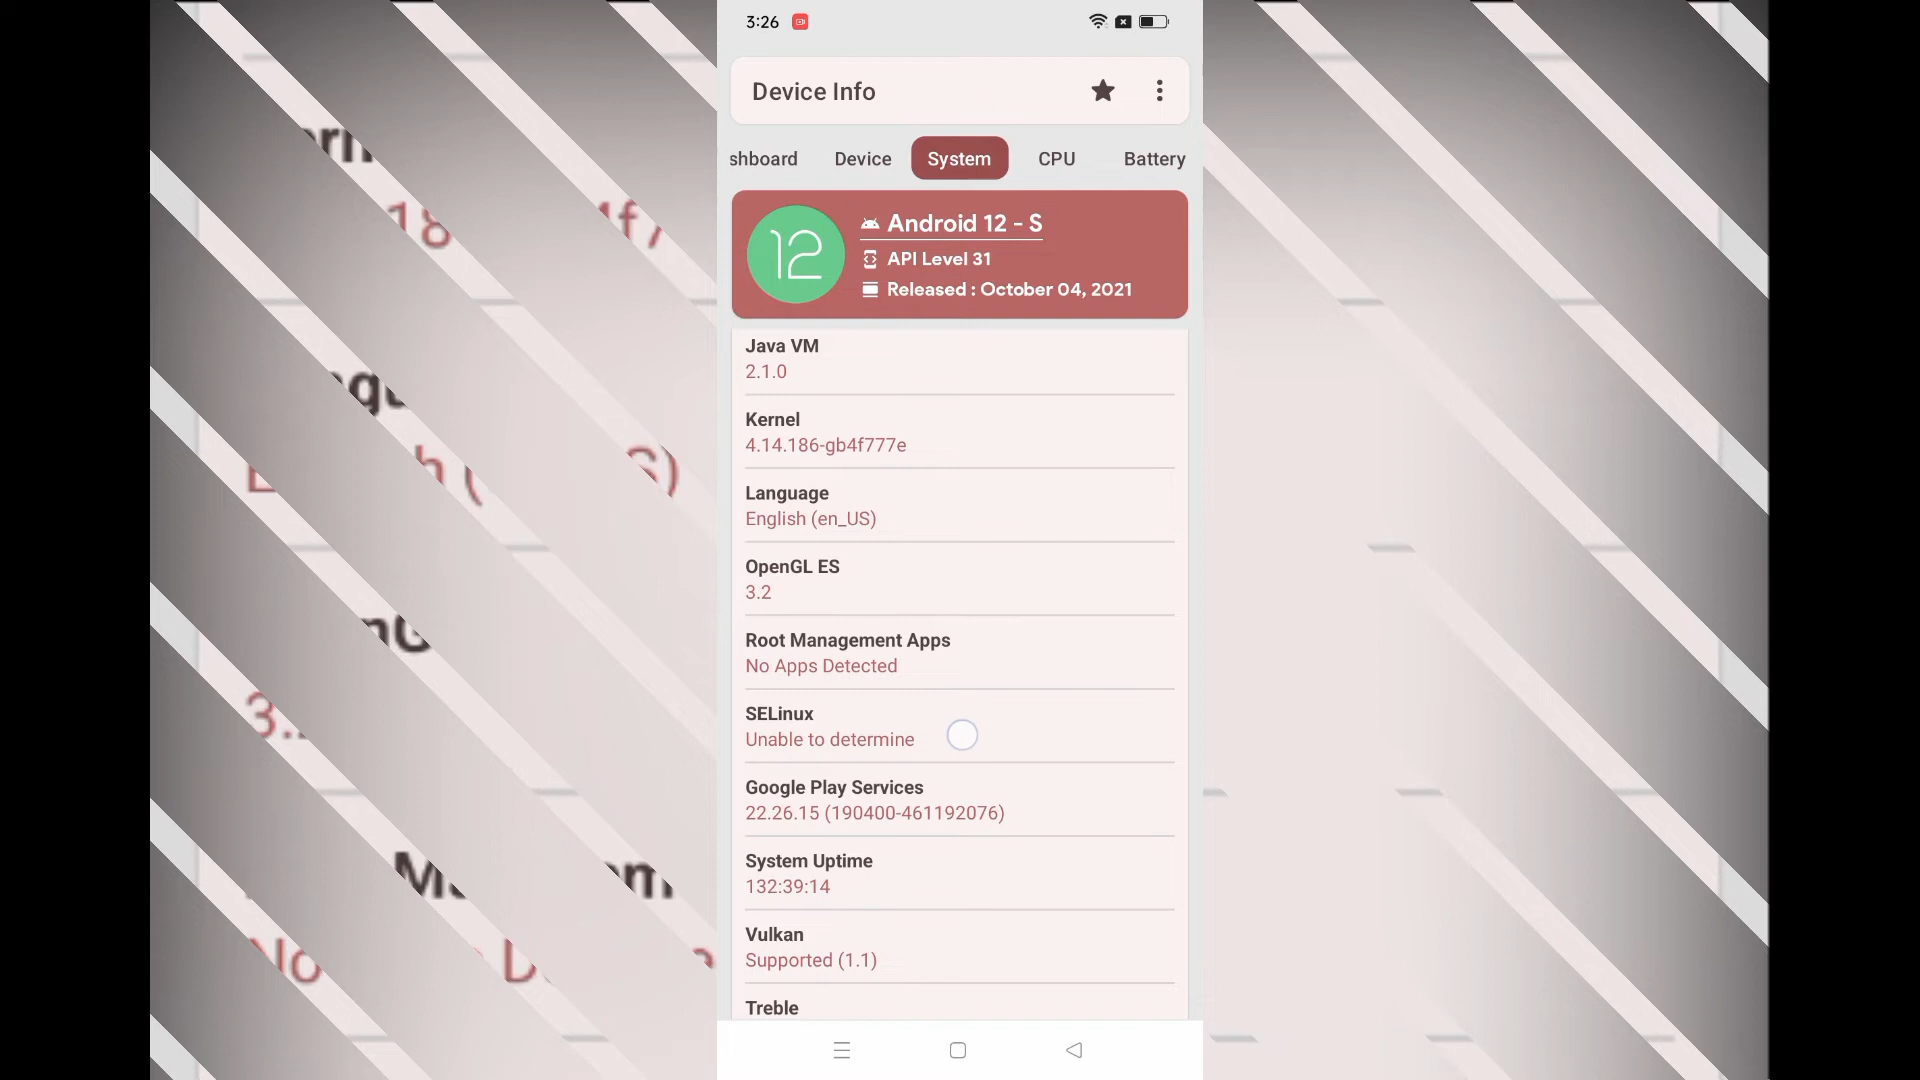 3:26
Device Info
shboard Device System CPU Battery
12
Android 12 - S
API Level 31
Released : October 04, 2021
Java VM
2.1.0
Kernel
4.14.186-gb4f777e
Language
English (en_US)
OpenGL ES
3.2
Root Management Apps
No Apps Detected
SELinux
Unable to determine
Google Play Services
22.26.15 (190400-461192076)
System Uptime
132:39:14
Vulkan
Supported (1.1)
Treble